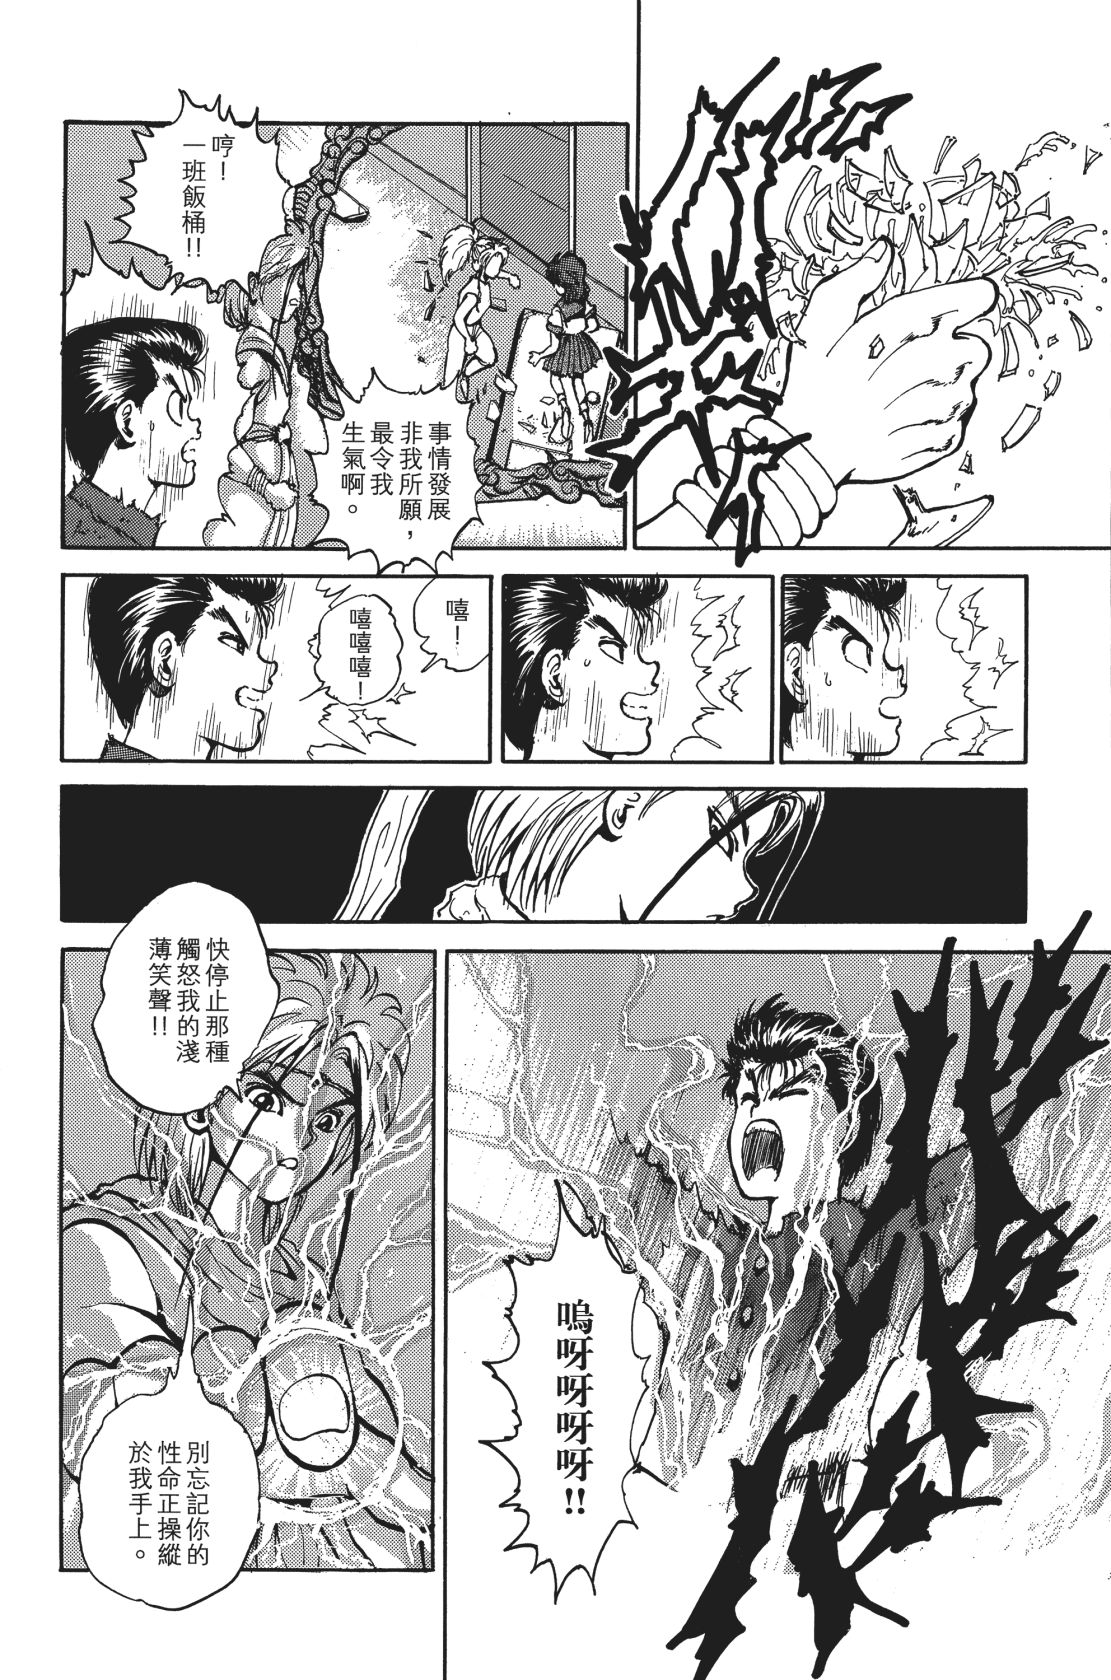 哼！
一班飯桶!!
事情發展
非我所願，
最令我
生氣啊。
嘻！
嘻嘻嘻！
嗚呀呀呀呀!!
快停止那種
觸怒我的淺
薄笑聲!!
別忘記你的
性命正操縱
於我手上。